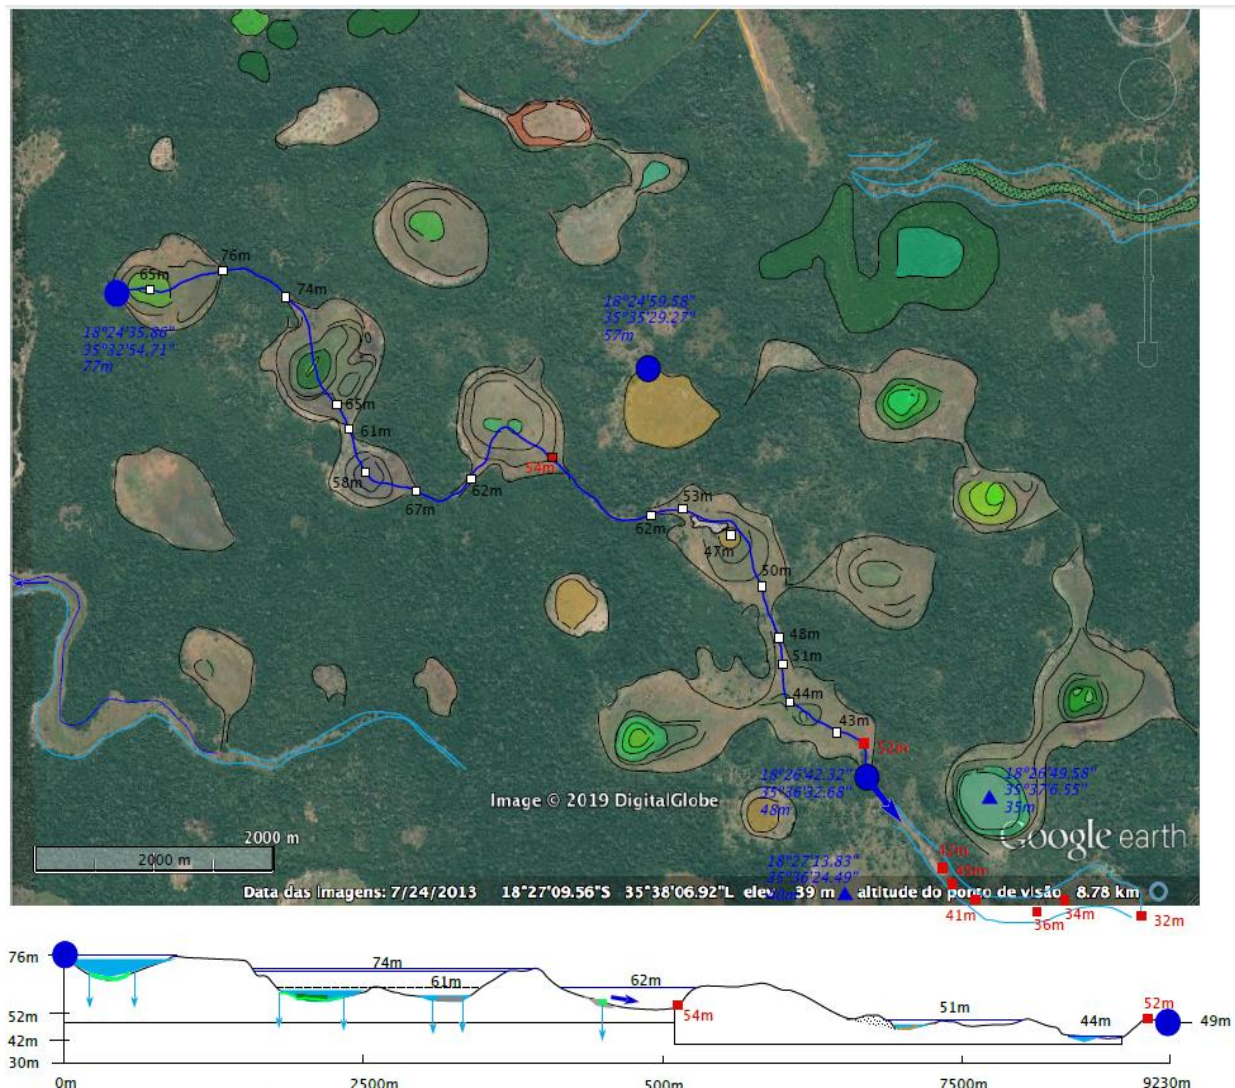 76m
65m
74m
18°24'35.86"
35°32'54.71"
77m
18°24'59.58"
35°35'29.27"
57m
65m
61m
58m
67m
62m
54m
62m
53m
47m
50m
48m
51m
44m
43m
52m
18°26'42.32"
35°36'32.68"
48m
18°26'49.58"
35°37'6.55"
35m
Image © 2019 DigitalGlobe
Google earth
2000 m
2000 m
18°27'13.83"
35°36'24.49"
45m
41m
36m
34m
32m
Data das Imagens: 7/24/2013 18°27'09.56"S 35°38'06.92"L elev 39 m altitude do ponto de visão 8.78 km
76m
74m
61m
62m
54m
51m
44m
52m
49m
52m
42m
30m
0m
2500m
500m
7500m
9230m